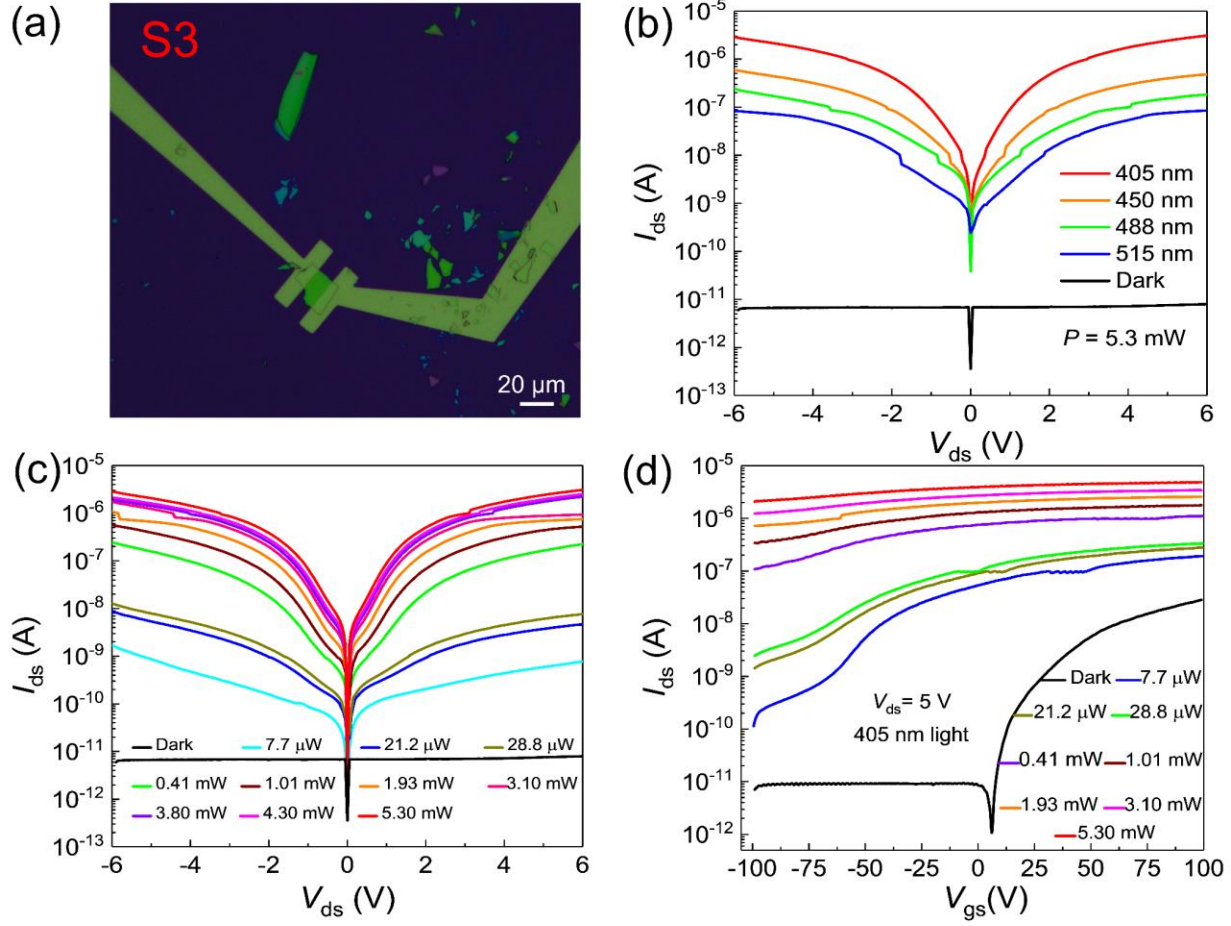 (a)
S3
20 μm
(b)
10⁻⁵
10⁻⁶
10⁻⁷
10⁻⁸
10⁻⁹
10⁻¹⁰
10⁻¹¹
10⁻¹²
10⁻¹³
I_ds (A)
405 nm
450 nm
488 nm
515 nm
Dark
P = 5.3 mW
-6 -4 -2 0 2 4 6
V_ds (V)
(c)
10⁻⁵
10⁻⁶
10⁻⁷
10⁻⁸
10⁻⁹
10⁻¹⁰
10⁻¹¹
10⁻¹²
10⁻¹³
I_ds (A)
Dark 7.7 μW 21.2 μW 28.8 μW
0.41 mW 1.01 mW 1.93 mW 3.10 mW
3.80 mW 4.30 mW 5.30 mW
-6 -4 -2 0 2 4 6
V_ds (V)
(d)
10⁻⁵
10⁻⁶
10⁻⁷
10⁻⁸
10⁻⁹
10⁻¹⁰
10⁻¹¹
10⁻¹²
I_ds (A)
V_ds= 5 V
405 nm light
Dark 7.7 μW
21.2 μW 28.8 μW
0.41 mW 1.01 mW
1.93 mW 3.10 mW
5.30 mW
-100 -75 -50 -25 0 25 50 75 100
V_gs(V)